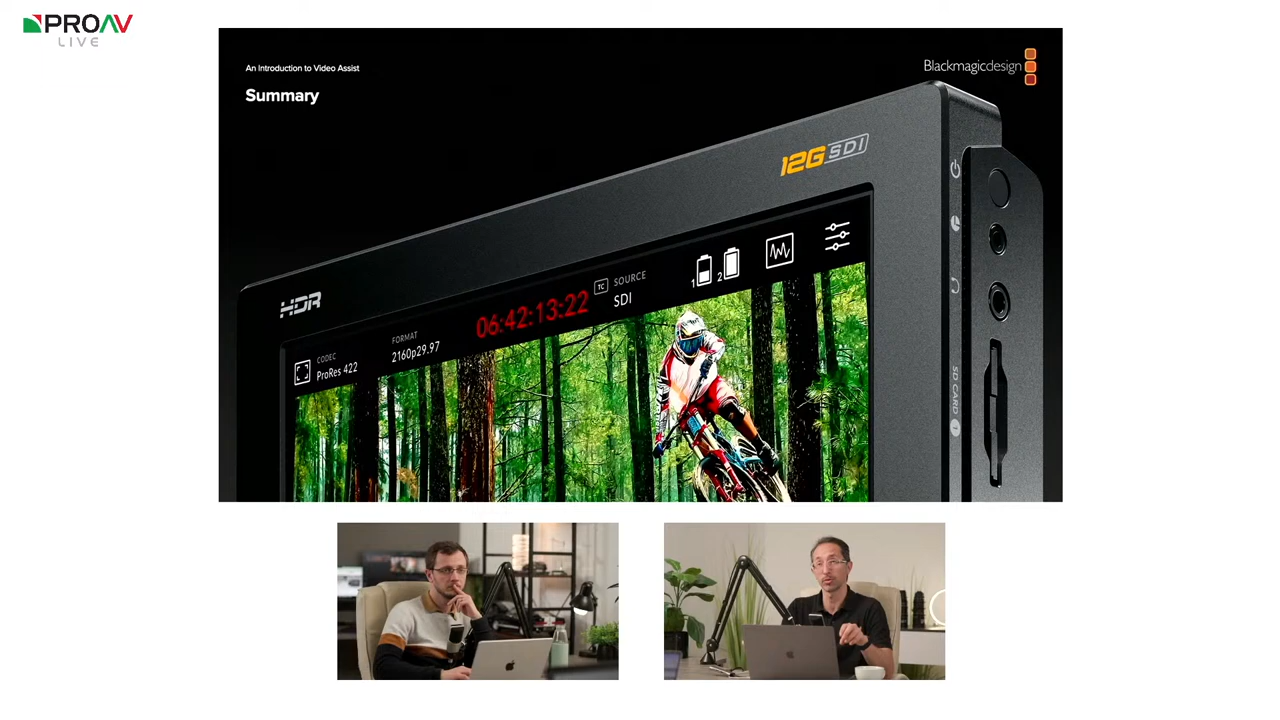 PROAV
LIVE
An Introduction to Video Assist
Summary
Blackmagicdesign
12G SDI
HDR
CODEC
ProRes 422
FORMAT
2160p29.97
06:42:13:22
TC
SOURCE
SDI
1
2
SD CARD 1